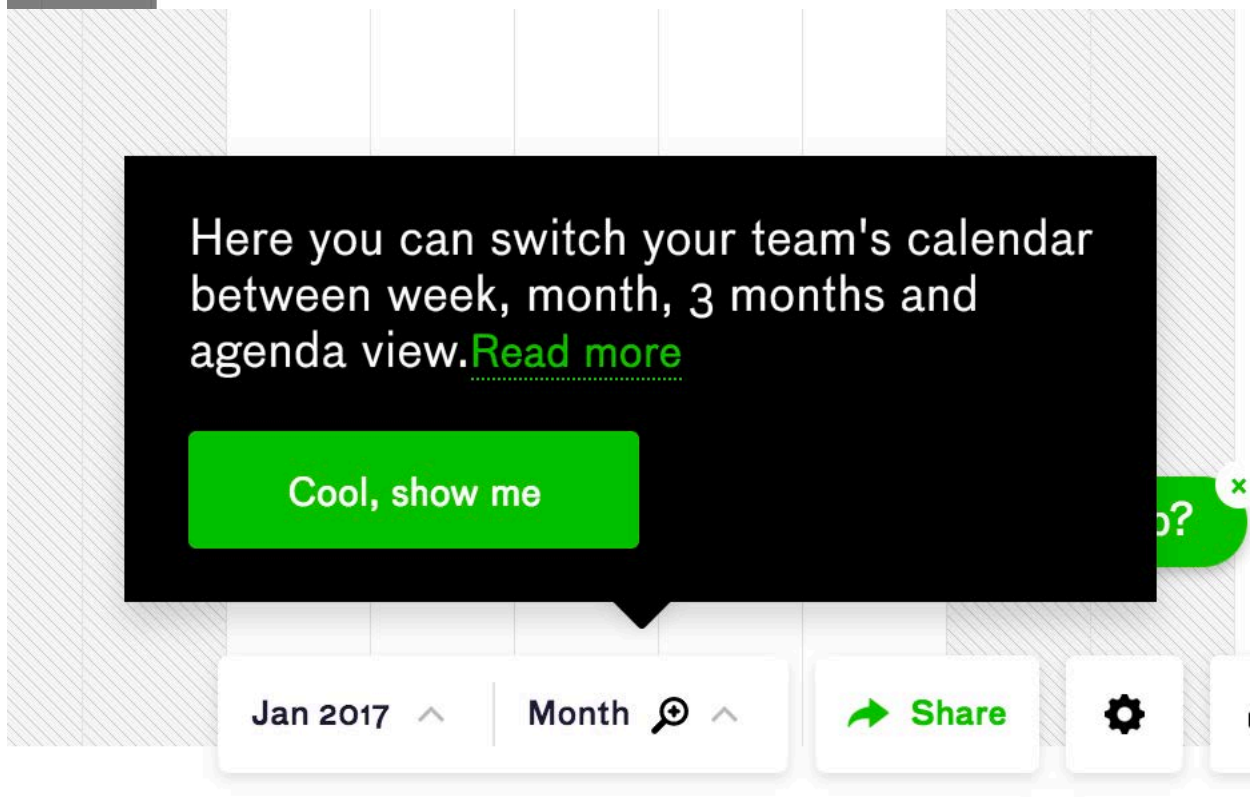 Here you can switch your team's calendar
between week, month, 3 months and
agenda view.Read more
Cool, show me
?
Jan 2017
Month
Share